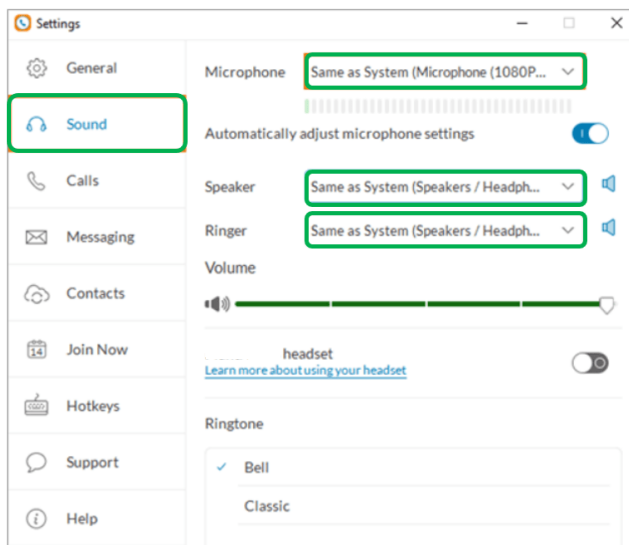 Settings
General
Sound
Calls
Messaging
Contacts
14
Join Now
Hotkeys
Support
Help
Microphone
Same as System (Microphone (1080P...
Automatically adjust microphone settings
Speaker
Same as System (Speakers / Headph...
Ringer
Same as System (Speakers / Headph...
Volume
headset
Learn more about using your headset
Ringtone
Bell
Classic